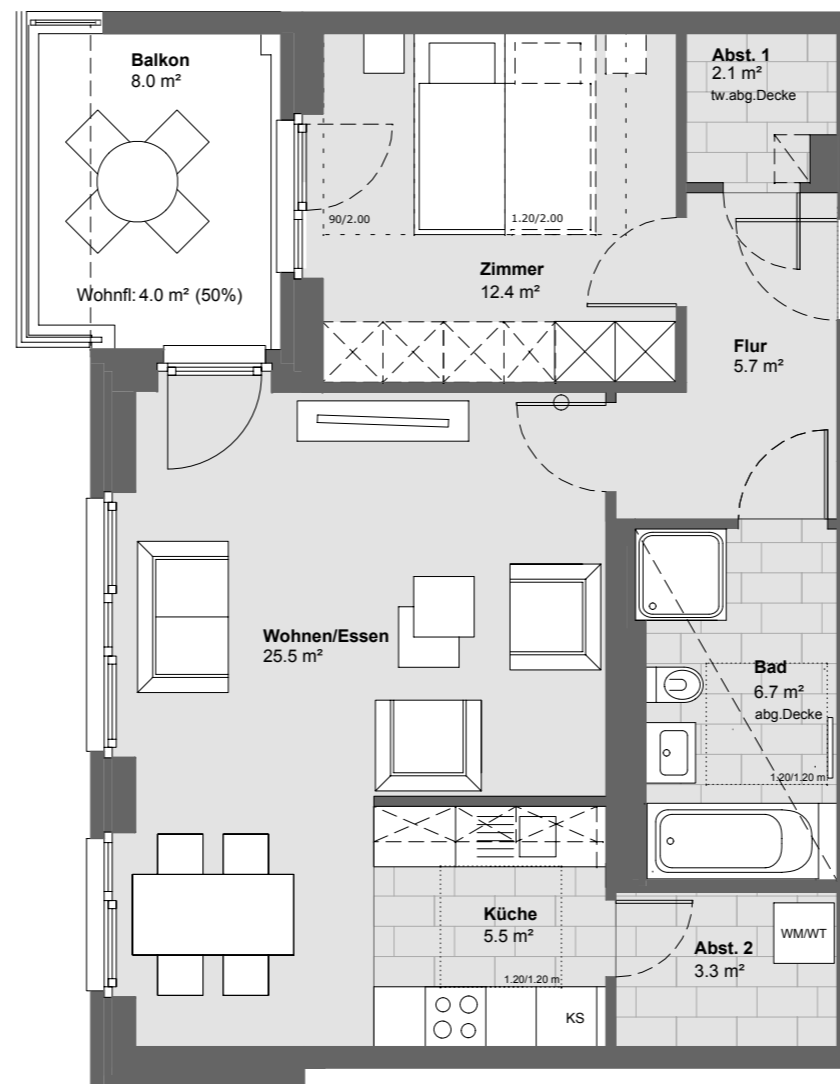 Balkon
8.0 m²
Abst. 1
2.1 m²
tw.abg.Decke
90/2.00
1.20/2.00
Zimmer
12.4 m²
Wohnfl: 4.0 m² (50%)
Flur
5.7 m²
Wohnen/Essen
25.5 m²
Bad
6.7 m²
abg.Decke
1.20/1.20 m
Küche
5.5 m²
1.20/1.20 m
WM/WT
Abst. 2
3.3 m²
KS